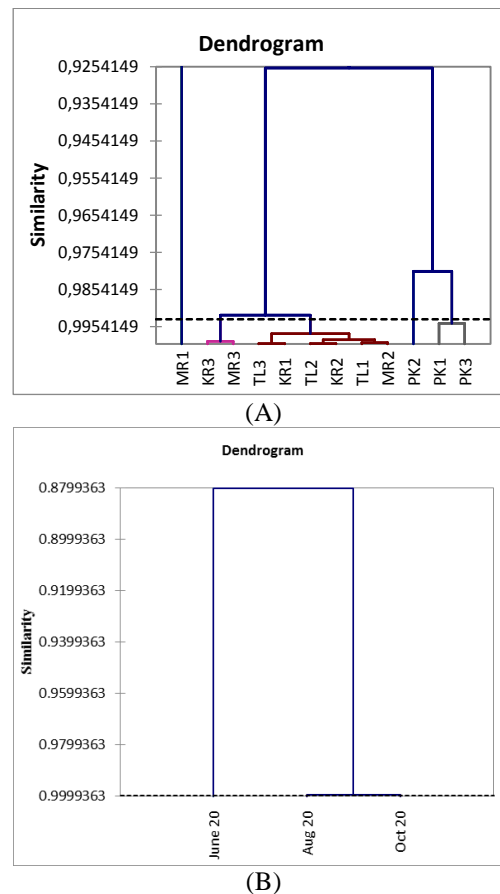 Dendrogram
0,9254149
0,9354149
0,9454149
0,9554149
0,9654149
0,9754149
0,9854149
0,9954149
Similarity
MR1
KR3
MR3
TL3
KR1
TL2
KR2
TL1
MR2
PK2
PK1
PK3
(A)
Dendrogram
0.8799363
0.8999363
0.9199363
0.9399363
0.9599363
0.9799363
0.9999363
Similarity
June 20
Aug 20
Oct 20
(B)